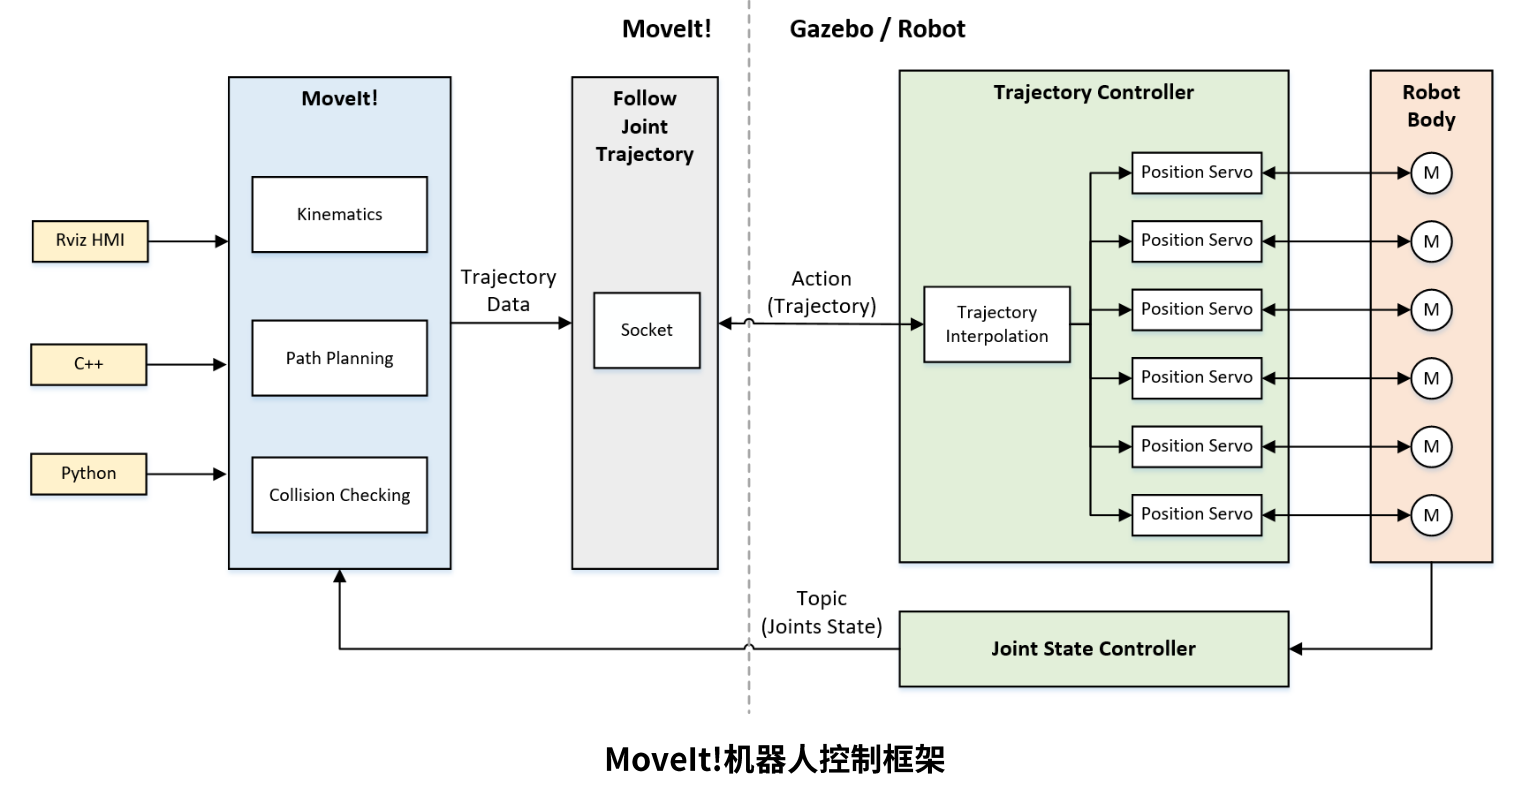 MoveIt!
Gazebo / Robot
MoveIt!
Kinematics
Path Planning
Collision Checking
Rviz HMI
C++
Python
Trajectory
Data
Follow
Joint
Trajectory
Socket
Action
(Trajectory)
Trajectory Controller
Trajectory
Interpolation
Position Servo
Position Servo
Position Servo
Position Servo
Position Servo
Position Servo
Robot
Body
M
M
M
M
M
M
Topic
(Joints State)
Joint State Controller
MoveIt!机器人控制框架